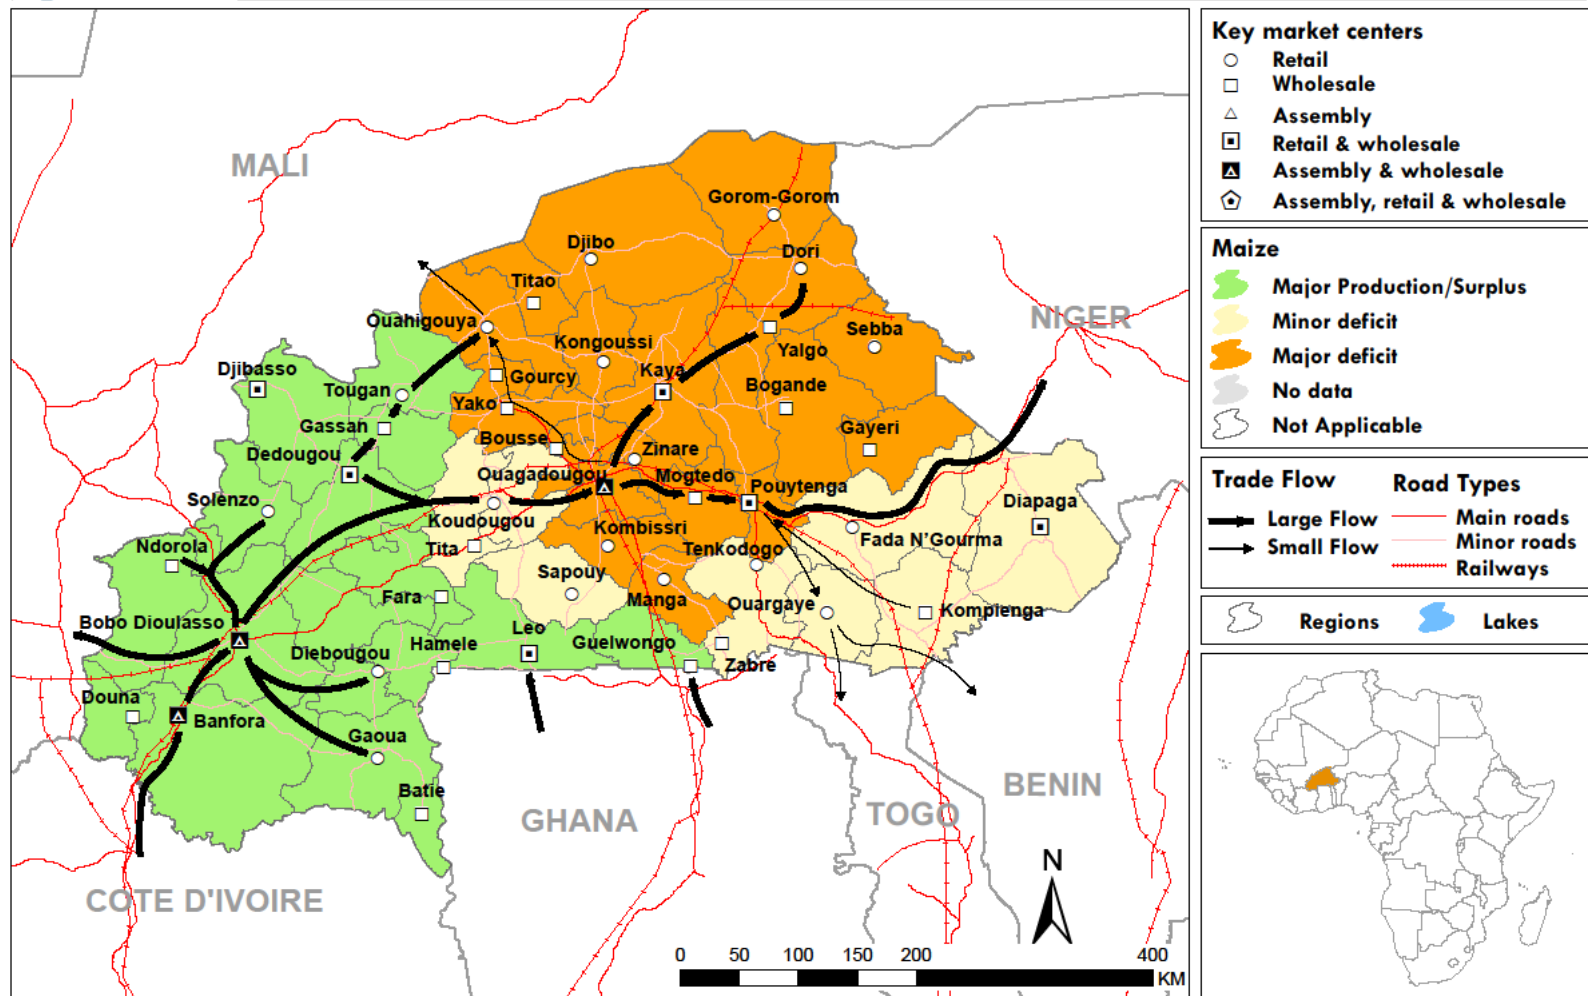 MALI
Gorom-Gorom
Djibo
Dori
Titao
Ouahigouya
NIGER
Sebba
Kongoussi
Yalgo
Djibasso
Kaya
Gourcy
Bogande
Tougan
Yako
Gassan
Gayeri
Bousse
Zinare
Dedougou
Ouagadougou
Mogtedo
Pouytenga
Solenzo
Diapaga
Koudougou
Kombissri
Fada N'Gourma
Ndorola
Tita
Tenkodogo
Sapouy
Fara
Manga
Ouargaye
Kompienga
Bobo Dioulasso
Leo
Diebougou
Hamele
Guelwongo
Zabre
Douna
Banfora
Gaoua
Batie
BENIN
GHANA
TOGO
COTE D'IVOIRE
N
0 50 100 150 200 400
KM
Key market centers
Retail
Wholesale
Assembly
Retail & wholesale
Assembly & wholesale
Assembly, retail & wholesale
Maize
Major Production/Surplus
Minor deficit
Major deficit
No data
Not Applicable
Trade Flow
Large Flow
Small Flow
Road Types
Main roads
Minor roads
Railways
Regions
Lakes